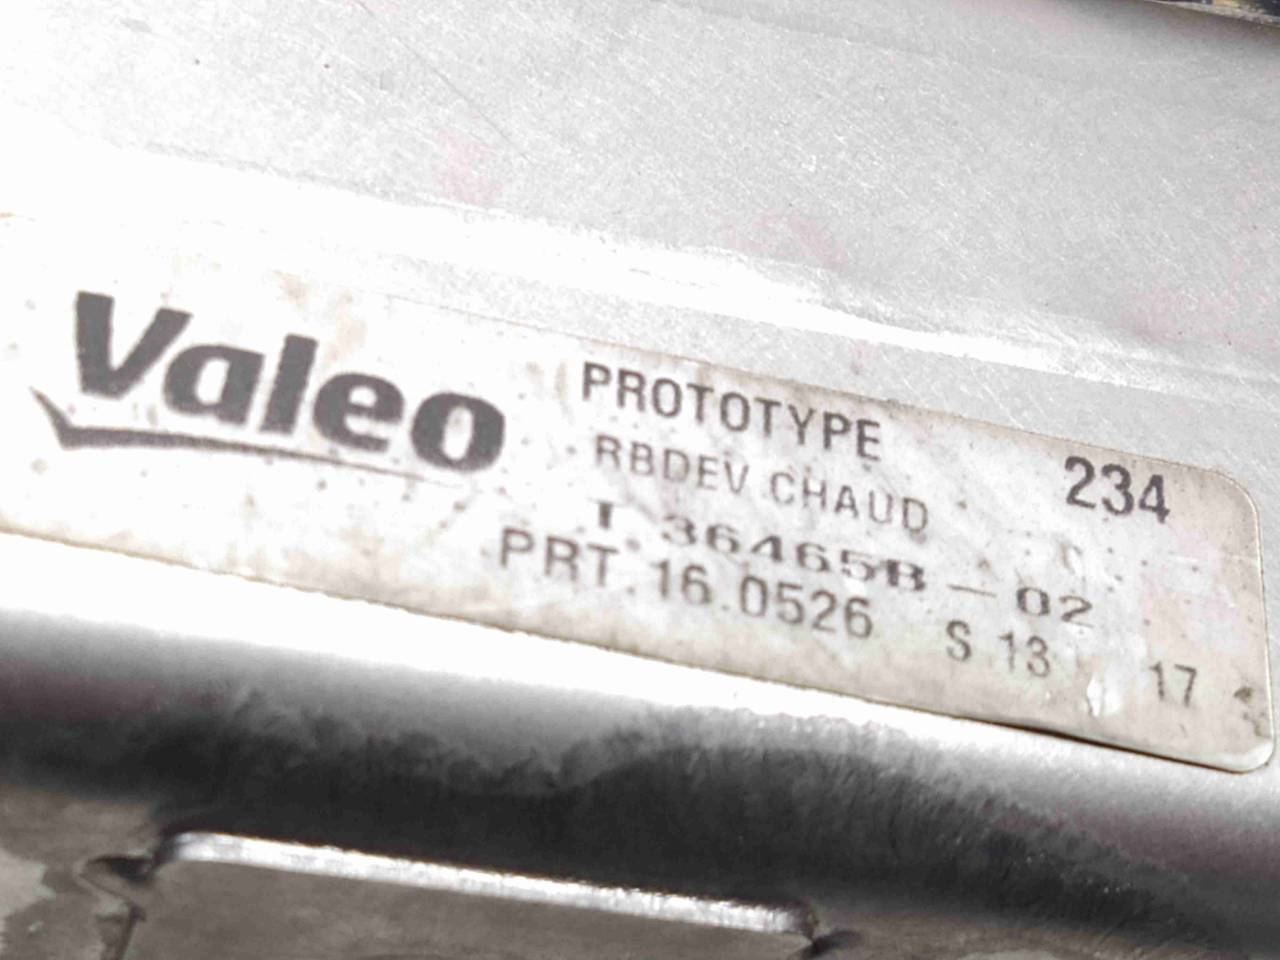 Valeo
PROTOTYPE 234
RBDEV CHAUD
T 36465B - 02
PRT 16 0526 S 13 17